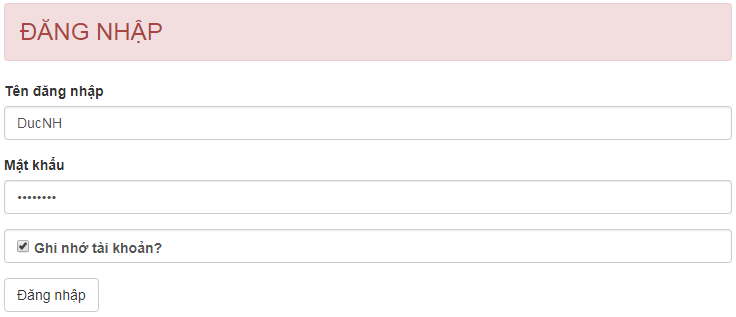 ĐĂNG NHẬP
Tên đăng nhập
DucNH
Mật khẩu
••••••••
Ghi nhớ tài khoản?
Đăng nhập